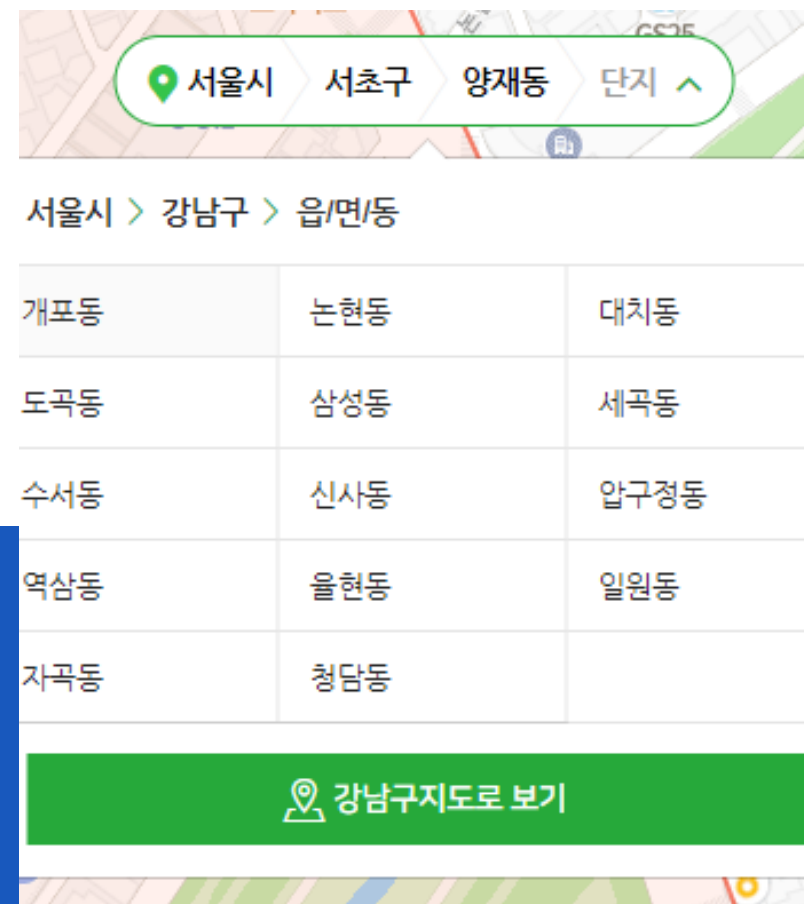 GS25
서울시 서초구 양재동 단지
서울시 > 강남구 > 읍/면/동
개포동 논현동 대치동
도곡동 삼성동 세곡동
수서동 신사동 압구정동
역삼동 율현동 일원동
자곡동 청담동
강남구지도로 보기